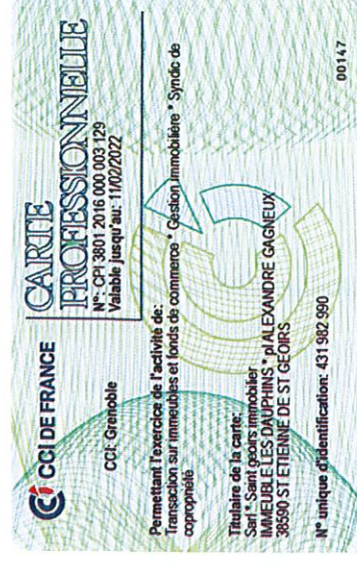 CCI DE FRANCE
CARTE
PROFESSIONNELLE
N°: CPI 3801 2016 000 003 129
Valable jusqu'au: 11/02/2022
CCI: Grenoble
Permettant l'exercice de l'activité de:
Transaction sur immeubles et fonds de commerce * Gestion immobilière * Syndic de
copropriété
Titulaire de la carte:
Sarl * Saint geoirs immobilier
IMMEUBLE LES DAUPHINS * pl ALEXANDRE GAGNEUX
38590 ST ETIENNE DE ST GEOIRS
N° unique d'identification: 431 982 990
00147